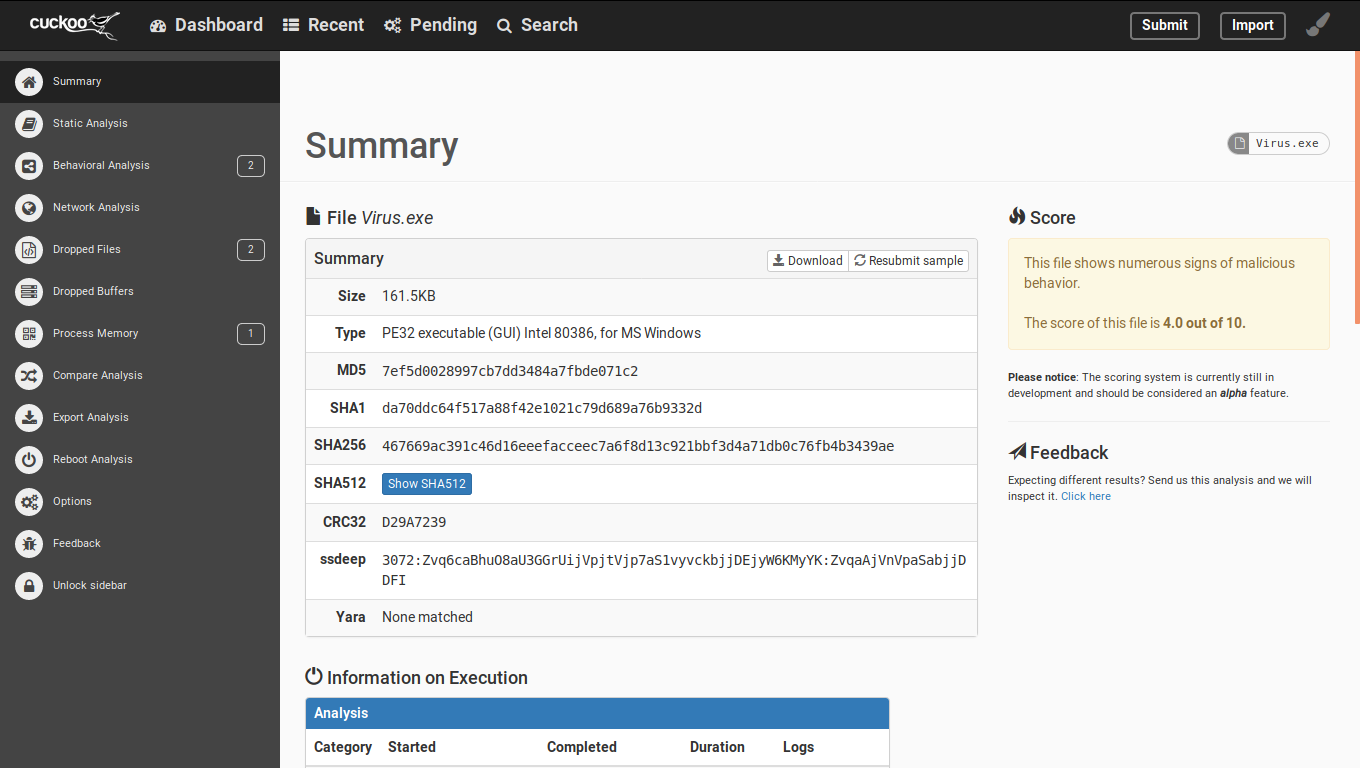 cuckoo Dashboard Recent Pending Search Submit Import
Summary
Static Analysis
Behavioral Analysis 2
Network Analysis
Dropped Files 2
Dropped Buffers
Process Memory 1
Compare Analysis
Export Analysis
Reboot Analysis
Options
Feedback
Unlock sidebar
Summary
Virus.exe
File Virus.exe
Summary Download Resubmit sample
Size 161.5KB
Type PE32 executable (GUI) Intel 80386, for MS Windows
MD5 7ef5d0028997cb7dd3484a7fbde071c2
SHA1 da70ddc64f517a88f42e1021c79d689a76b9332d
SHA256 467669ac391c46d16eeefacceec7a6f8d13c921bbf3d4a71db0c76fb4b3439ae
SHA512 Show SHA512
CRC32 D29A7239
ssdeep 3072:Zvq6caBhuO8aU3GGrUijVpjtVjp7aS1vyvckbjjDEjyW6KMyYK:ZvqaAjVnVpaSabjjD
DFI
Yara None matched
Score
This file shows numerous signs of malicious
behavior.
The score of this file is 4.0 out of 10.
Please notice: The scoring system is currently still in
development and should be considered an alpha feature.
Feedback
Expecting different results? Send us this analysis and we will
inspect it. Click here
Information on Execution
Analysis
Category Started Completed Duration Logs